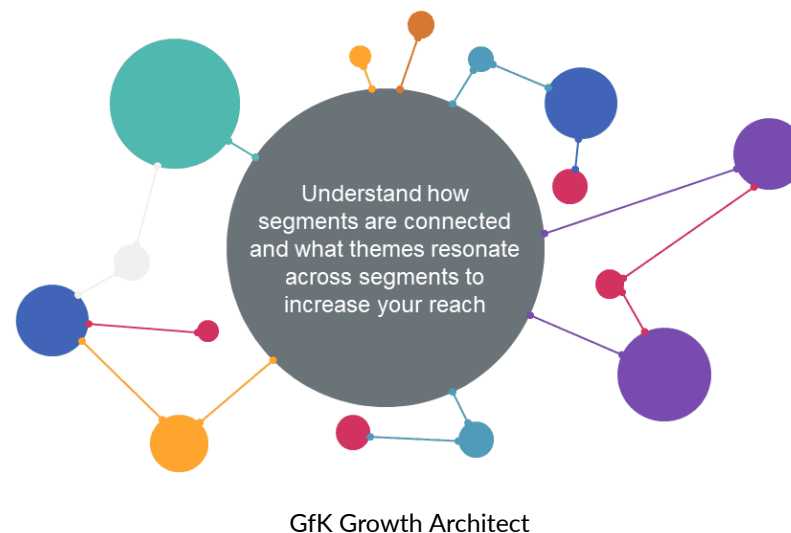 Understand how
segments are connected
and what themes resonate
across segments to
increase your reach
GfK Growth Architect